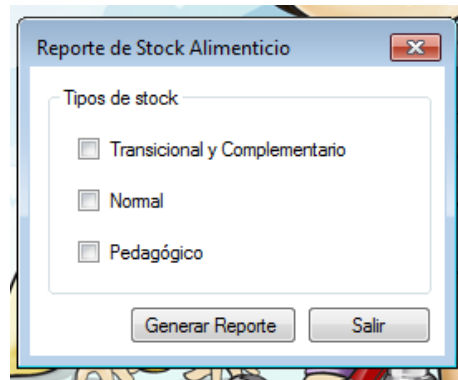 Reporte de Stock Alimenticio
Tipos de stock
Transicional y Complementario
Normal
Pedagógico
Generar Reporte
Salir